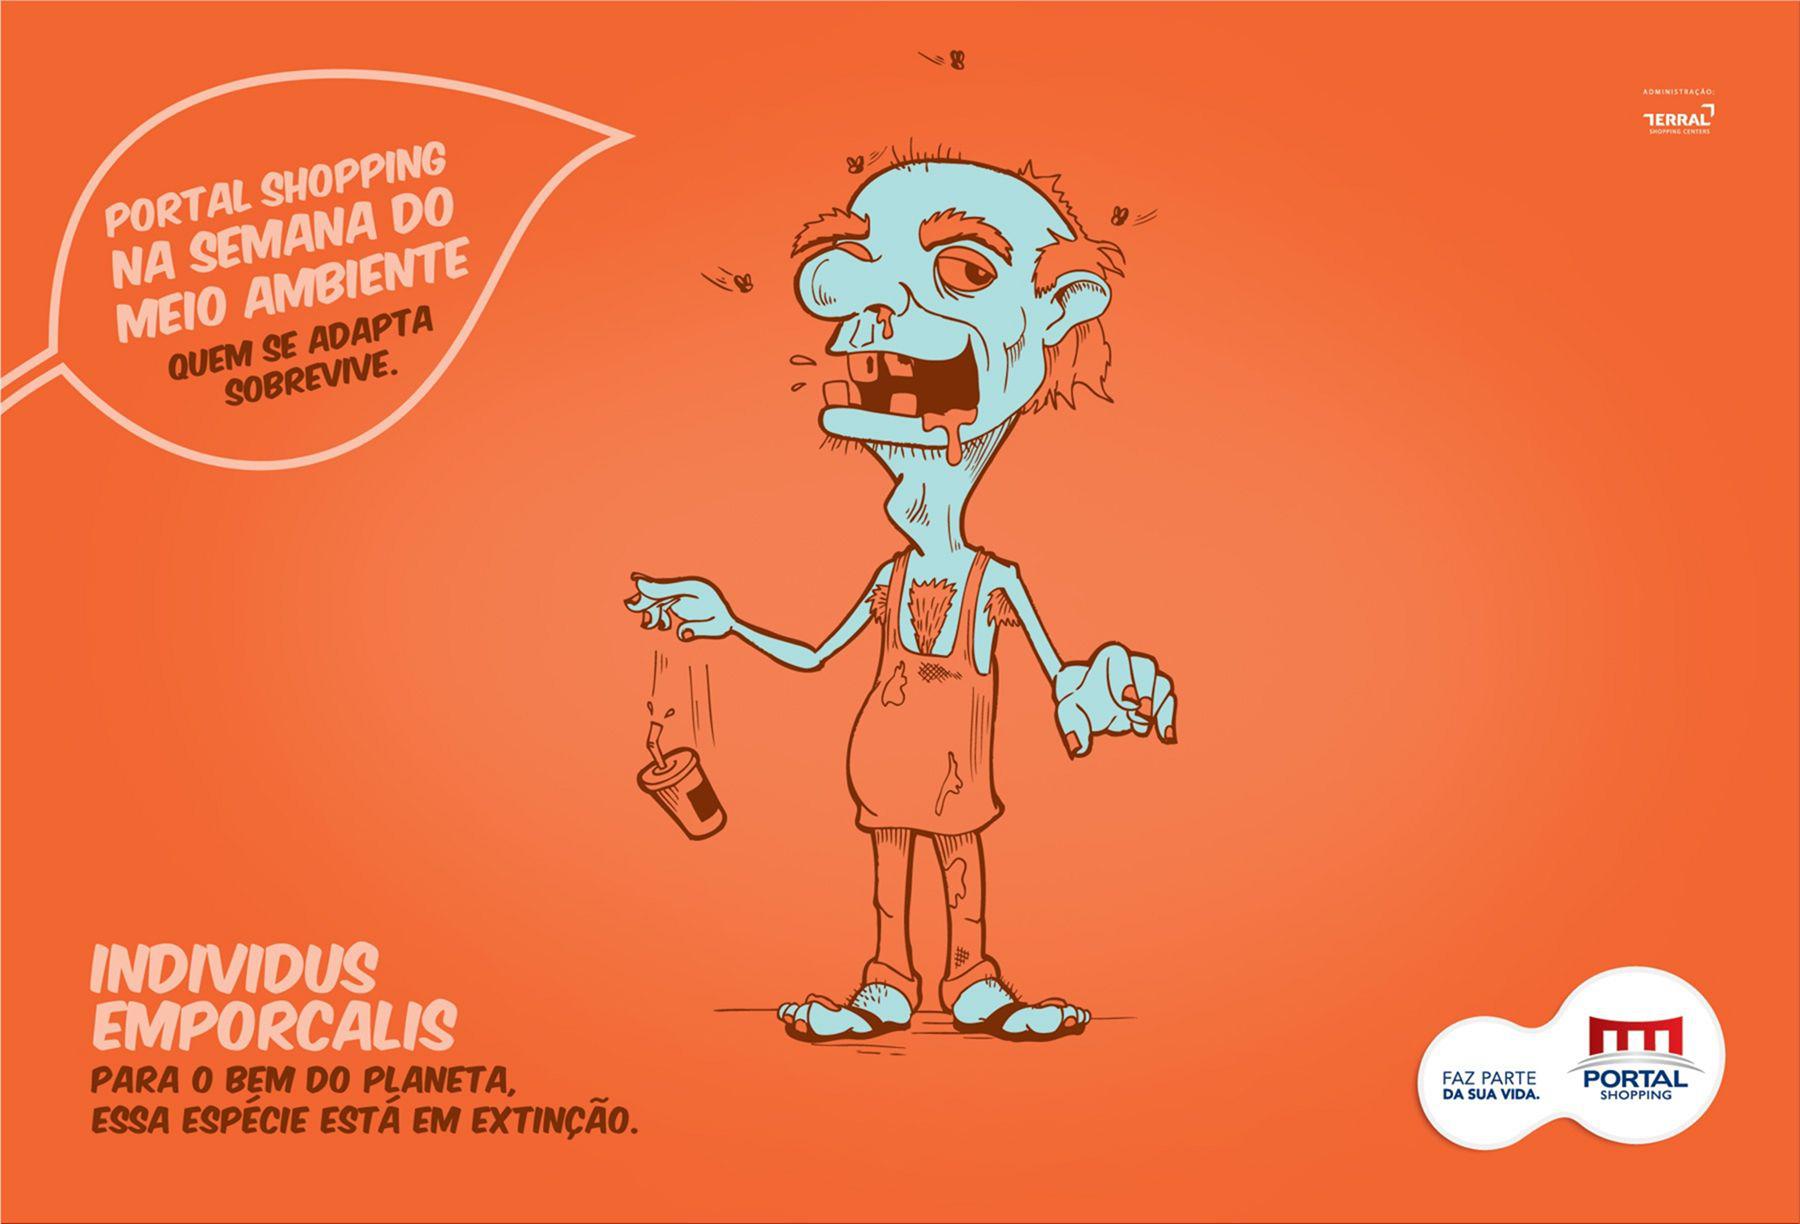 PORTAL SHOPPING
NA SEMANA DO
MEIO AMBIENTE
QUEM SE ADAPTA
SOBREVIVE.
ADMINISTRAÇÃO:
TERRAL
SHOPPING CENTERS
INDIVIDUS
EMPORCALIS
PARA O BEM DO PLANETA,
ESSA ESPÉCIE ESTÁ EM EXTINÇÃO.
FAZ PARTE
DA SUA VIDA.
PORTAL
SHOPPING